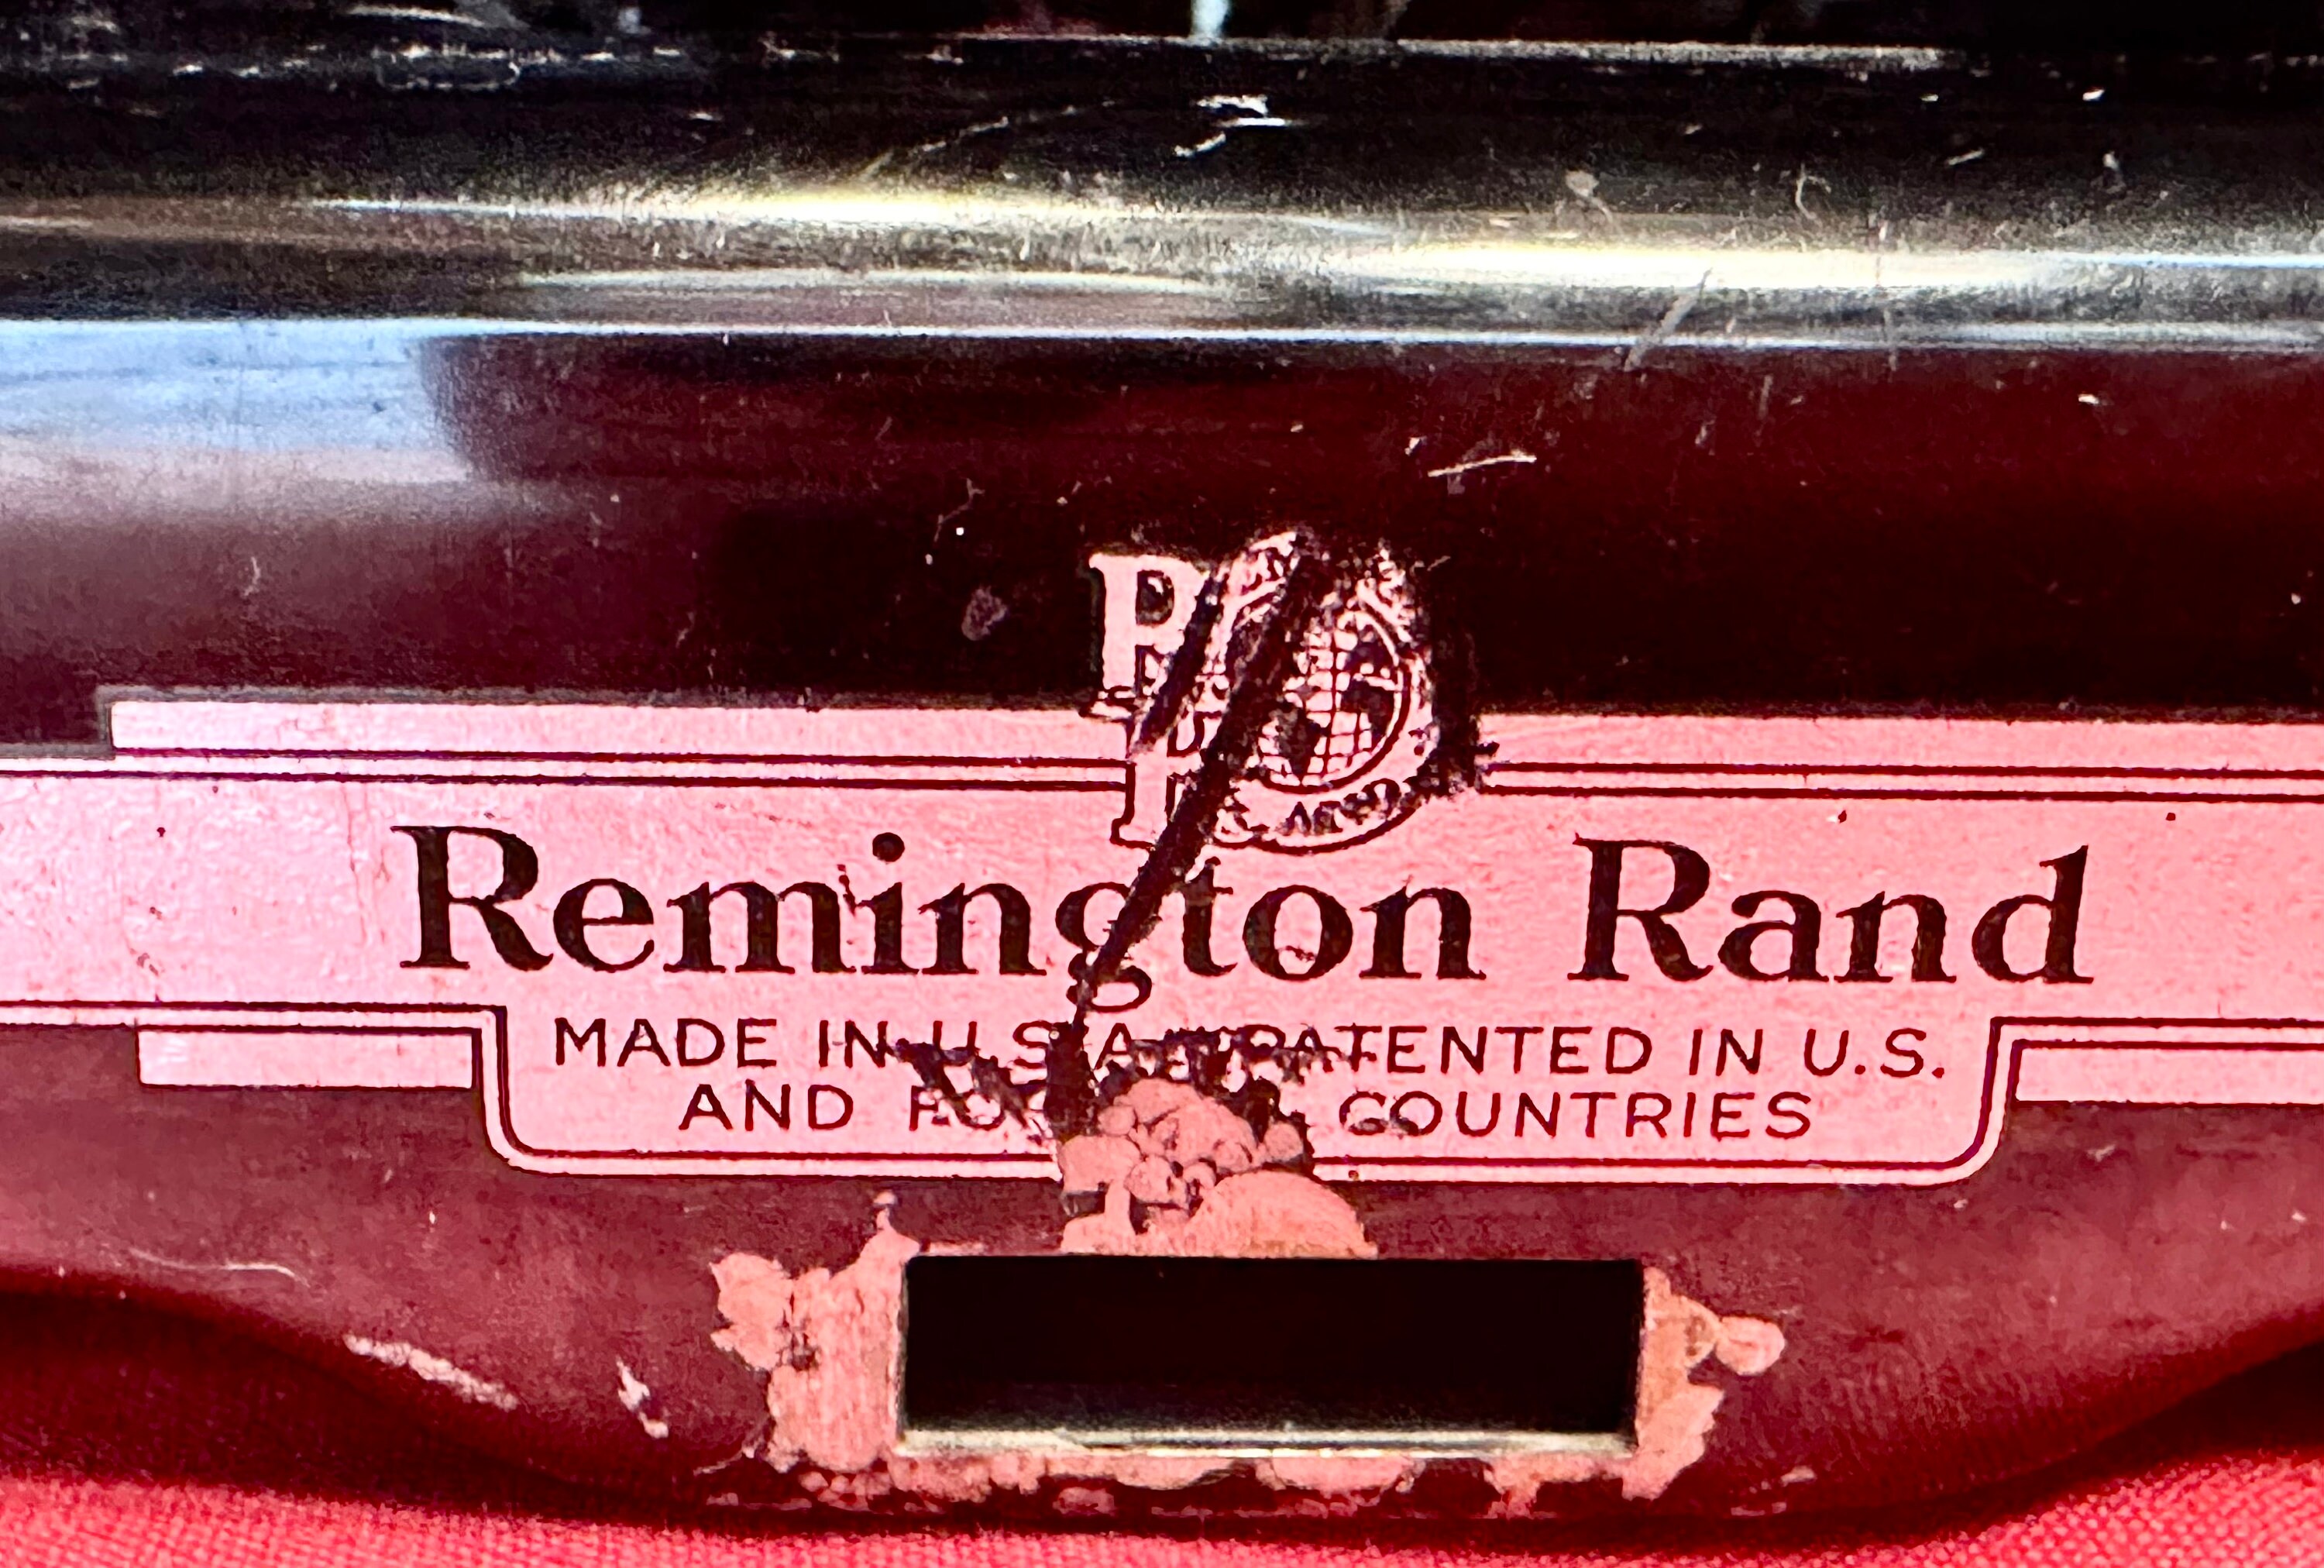 Remington Rand
MADE IN U.S.A. PATENTED IN U.S.
AND COUNTRIES